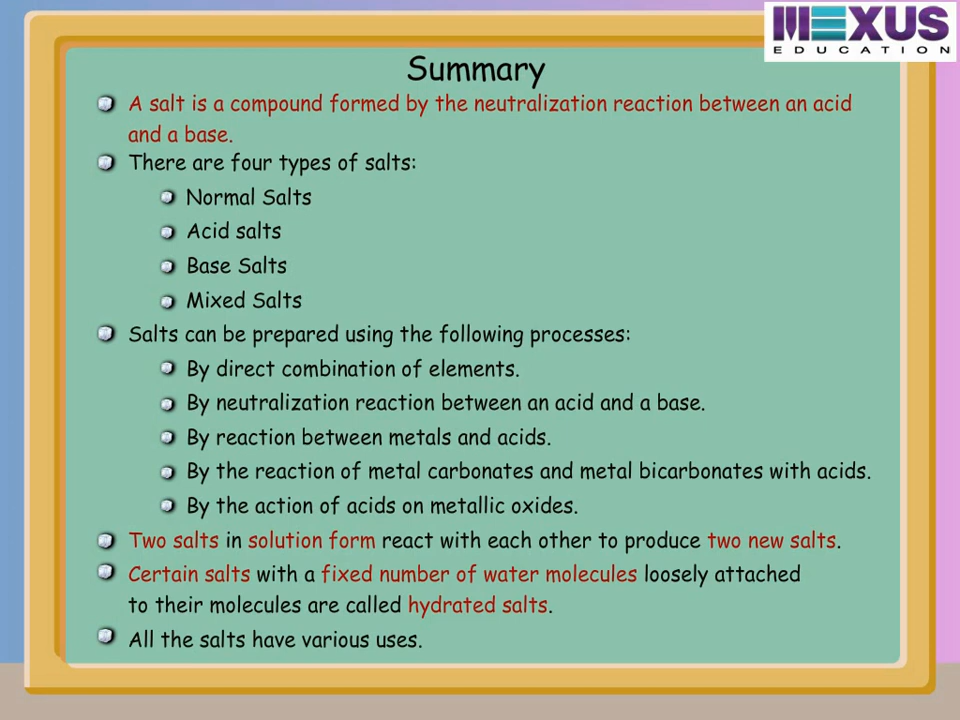 MEXUS
EDUCATION
Summary
A salt is a compound formed by the neutralization reaction between an acid
and a base.
There are four types of salts:
Normal Salts
Acid salts
Base Salts
Mixed Salts
Salts can be prepared using the following processes:
By direct combination of elements.
By neutralization reaction between an acid and a base.
By reaction between metals and acids.
By the reaction of metal carbonates and metal bicarbonates with acids.
By the action of acids on metallic oxides.
Two salts in solution form react with each other to produce two new salts.
Certain salts with a fixed number of water molecules loosely attached
to their molecules are called hydrated salts.
All the salts have various uses.